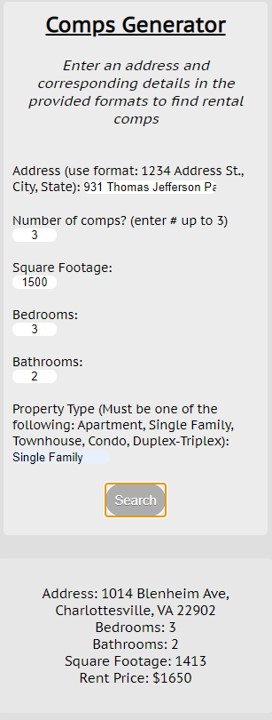 Comps Generator
Enter an address and
corresponding details in the
provided formats to find rental
comps
Address (use format: 1234 Address St.,
City, State): 931 Thomas Jefferson Pa
Number of comps? (enter # up to 3)
3
Square Footage:
1500
Bedrooms:
3
Bathrooms:
2
Property Type (Must be one of the
following: Apartment, Single Family,
Townhouse, Condo, Duplex-Triplex):
Single Family
Search
Address: 1014 Blenheim Ave,
Charlottesville, VA 22902
Bedrooms: 3
Bathrooms: 2
Square Footage: 1413
Rent Price: $1650